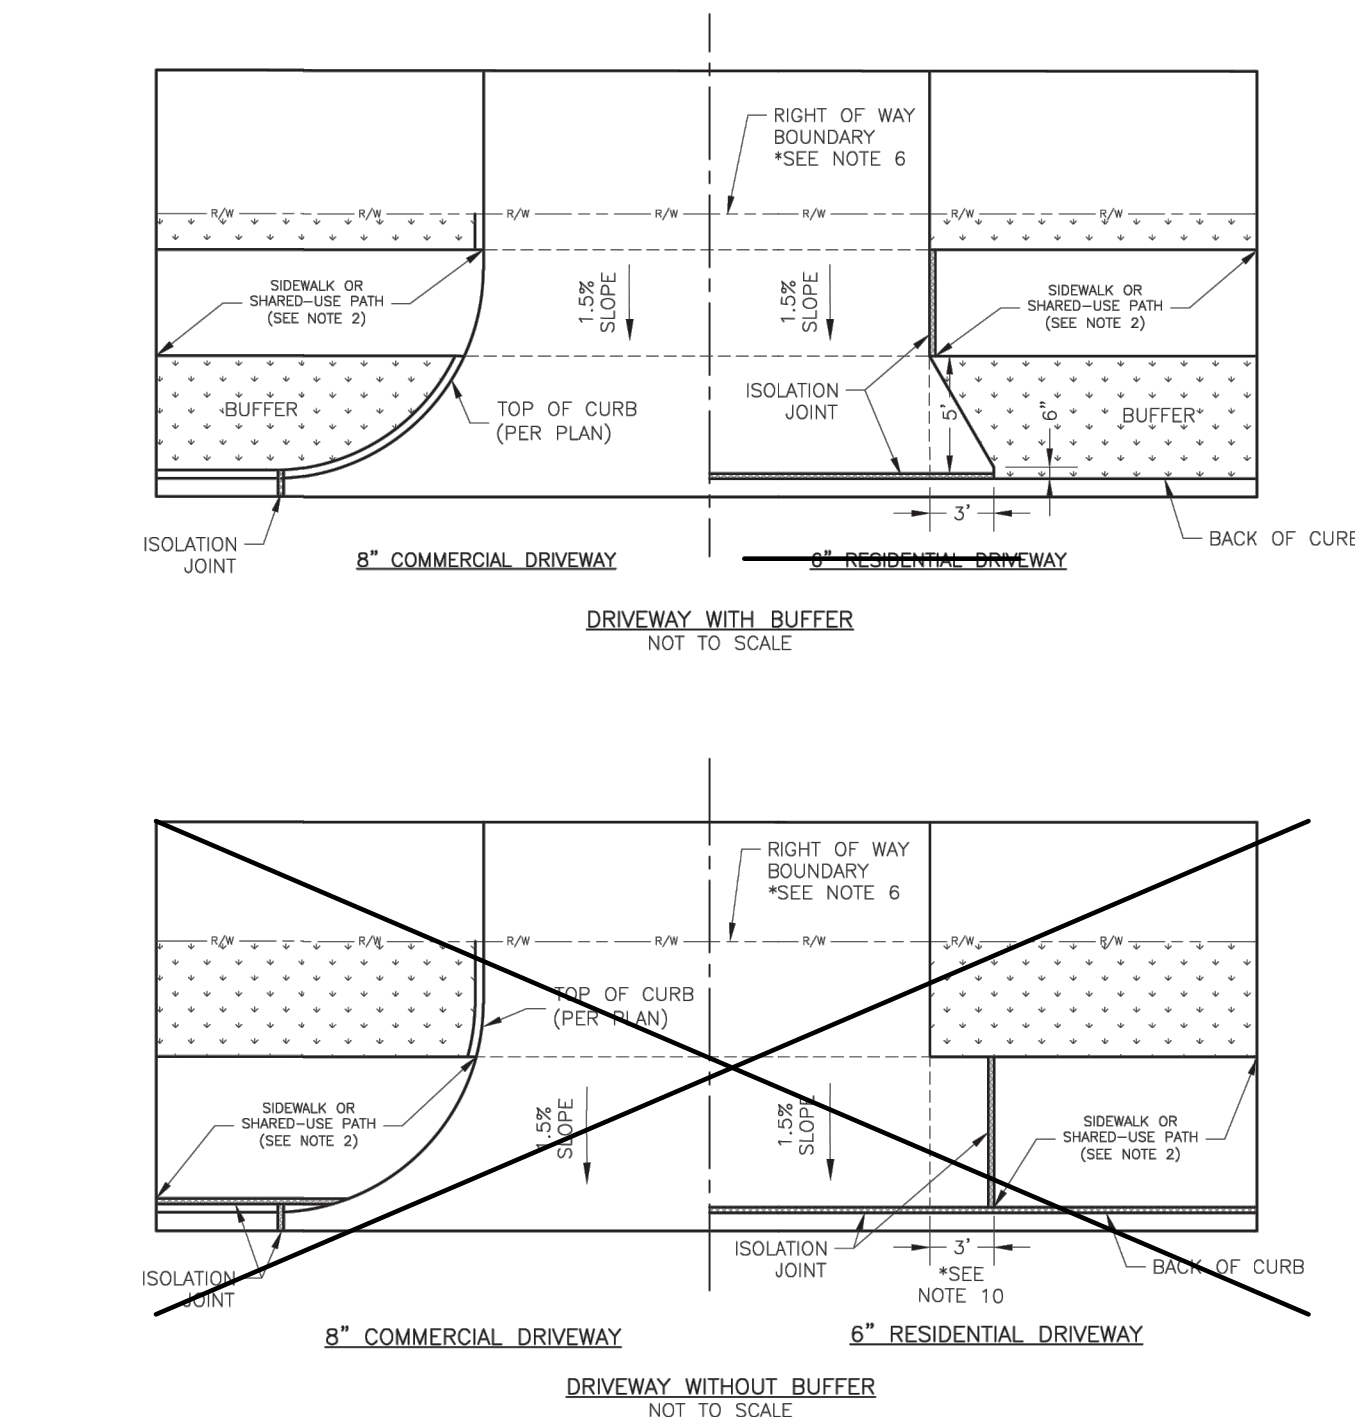 RIGHT OF WAY
BOUNDARY
*SEE NOTE 6
R/W R/W R/W R/W R/W R/W R/W
SIDEWALK OR
SHARED-USE PATH
(SEE NOTE 2)
1.5%
SLOPE
1.5%
SLOPE
SIDEWALK OR
SHARED-USE PATH
(SEE NOTE 2)
BUFFER
TOP OF CURB
(PER PLAN)
ISOLATION
JOINT
5'
6"
BUFFER
3'
ISOLATION
JOINT
BACK OF CURB
8" COMMERCIAL DRIVEWAY
6" RESIDENTIAL DRIVEWAY
DRIVEWAY WITH BUFFER
NOT TO SCALE
RIGHT OF WAY
BOUNDARY
*SEE NOTE 6
R/W R/W R/W R/W R/W R/W R/W
TOP OF CURB
(PER PLAN)
SIDEWALK OR
SHARED-USE PATH
(SEE NOTE 2)
1.5%
SLOPE
1.5%
SLOPE
SIDEWALK OR
SHARED-USE PATH
(SEE NOTE 2)
ISOLATION
JOINT
ISOLATION
JOINT
3'
*SEE
NOTE 10
BACK OF CURB
8" COMMERCIAL DRIVEWAY
6" RESIDENTIAL DRIVEWAY
DRIVEWAY WITHOUT BUFFER
NOT TO SCALE